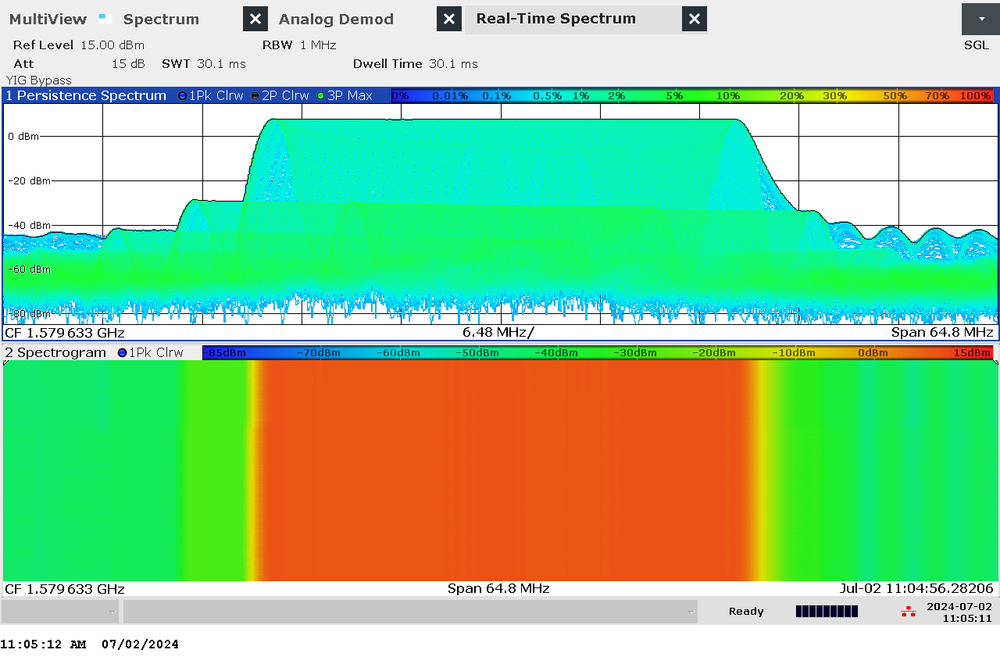 MultiView Spectrum Analog Demod Real-Time Spectrum
Ref Level 15.00 dBm RBW 1 MHz SGL
Att 15 dB SWT 30.1 ms Dwell Time 30.1 ms
YIG Bypass
1 Persistence Spectrum 1Pk Clrw 2P Clrw 3P Max 0% 0.01% 0.1% 0.5% 1% 2% 5% 10% 20% 30% 50% 70% 100%
0 dBm
-20 dBm
-40 dBm
-60 dBm
-80 dBm
CF 1.579633 GHz 6.48 MHz/ Span 64.8 MHz
2 Spectrogram 1Pk Clrw -85dBm -70dBm -60dBm -50dBm -40dBm -30dBm -20dBm -10dBm 0dBm 15dBm
CF 1.579633 GHz Span 64.8 MHz Jul-02 11:04:56.28206
Ready 2024-07-02
11:05:11
11:05:12 AM 07/02/2024